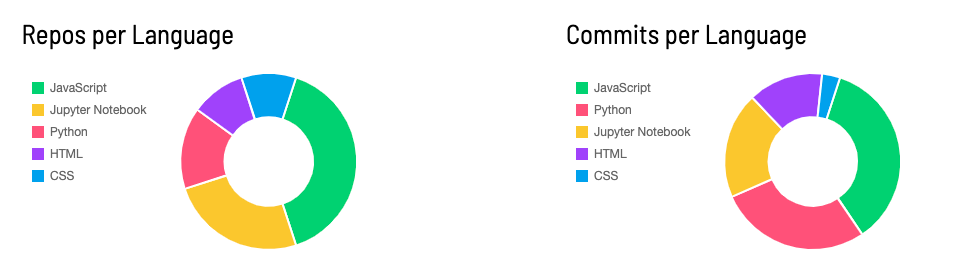 Repos per Language
JavaScript
Jupyter Notebook
Python
HTML
CSS
Commits per Language
JavaScript
Python
Jupyter Notebook
HTML
CSS